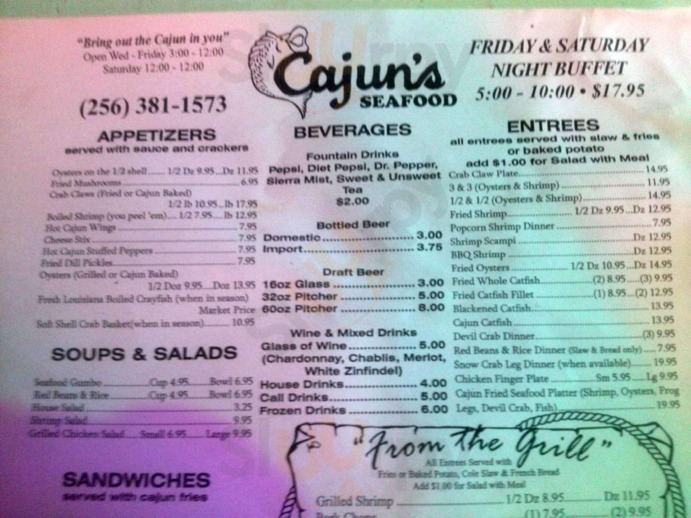 "Bring out the Cajun in you"
Open Wed - Friday 3:00 - 12:00
Saturday 12:00 - 12:00
(256) 381-1573
Cajun's
SEAFOOD
FRIDAY & SATURDAY
NIGHT BUFFET
5:00 - 10:00 • $17.95
APPETIZERS
served with sauce and crackers
Oysters on the 1/2 shell...... 1/2 Dz 9.95...Dz 11.95
Fried Mushrooms 6.95
Crab Claws (Fried or Cajun Baked)
1/2 lb 10.95...lb 17.95
Boiled Shrimp (you peel 'em).... 1/2 7.95.... lb 12.95
Hot Cajun Wings 7.95
Cheese Stix 7.95
Hot Cajun Stuffed Peppers 7.95
Fried Dill Pickles 7.95
Oysters (Grilled or Cajun Baked)
1/2 Doz 9.95...Doz 13.95
Fresh Louisiana Boiled Crayfish (when in season)
Market Price
Soft Shell Crab Basket(when in season) 10.95
SOUPS & SALADS
Seafood Gumbo Cup 4.95 Bowl 6.95
Red Beans & Rice Cup 4.95 Bowl 6.95
House Salad 3.25
Shrimp Salad 9.95
Grilled Chicken Salad Small 6.95 Large 9.95
SANDWICHES
served with cajun fries
BEVERAGES
Fountain Drinks
Pepsi, Diet Pepsi, Dr. Pepper,
Sierra Mist, Sweet & Unsweet
Tea
$2.00
Bottled Beer
Domestic 3.00
Import 3.75
Draft Beer
16oz Glass 3.00
32oz Pitcher 5.00
60oz Pitcher 8.00
Wine & Mixed Drinks
Glass of Wine 5.00
(Chardonnay, Chablis, Merlot,
White Zinfindel)
House Drinks 4.00
Call Drinks 5.00
Frozen Drinks 6.00
ENTREES
all entrees served with slaw & fries
or baked potato
add $1.00 for Salad with Meal
Crab Claw Plate 14.95
3 & 3 (Oysters & Shrimp) 11.95
1/2 & 1/2 (Oyesters & Shrimp) 14.95
Fried Shrimp 1/2 Dz 9.95...Dz 12.95
Popcorn Shrimp Dinner 7.95
Shrimp Scampi Dz 12.95
BBQ Shrimp Dz 12.95
Fried Oysters 1/2 Dz 10.95...Dz 14.95
Fried Whole Catfish (2) 8.95....(3) 9.95
Fried Catfish Fillet (1) 8.95...(2) 12.95
Blackened Catfish 13.95
Cajun Catfish 13.95
Devil Crab Dinner (3) 9.95
Red Beans & Rice Dinner (Slaw & Bread only) 7.95
Snow Crab Leg Dinner (when available) 19.95
Chicken Finger Plate Sm 5.95 Lg 9.95
Cajun Fried Seafood Platter (Shrimp, Oysters, Frog
Legs, Devil Crab, Fish) 19.95
"From the Grill"
All Entrees Served with
Fries or Baked Potato, Cole Slaw & French Bread
Add $1.00 for Salad with Meal
Grilled Shrimp 1/2 Dz 8.95 Dz 11.95
Pork Chops (1) 7.95 (2) 9.95